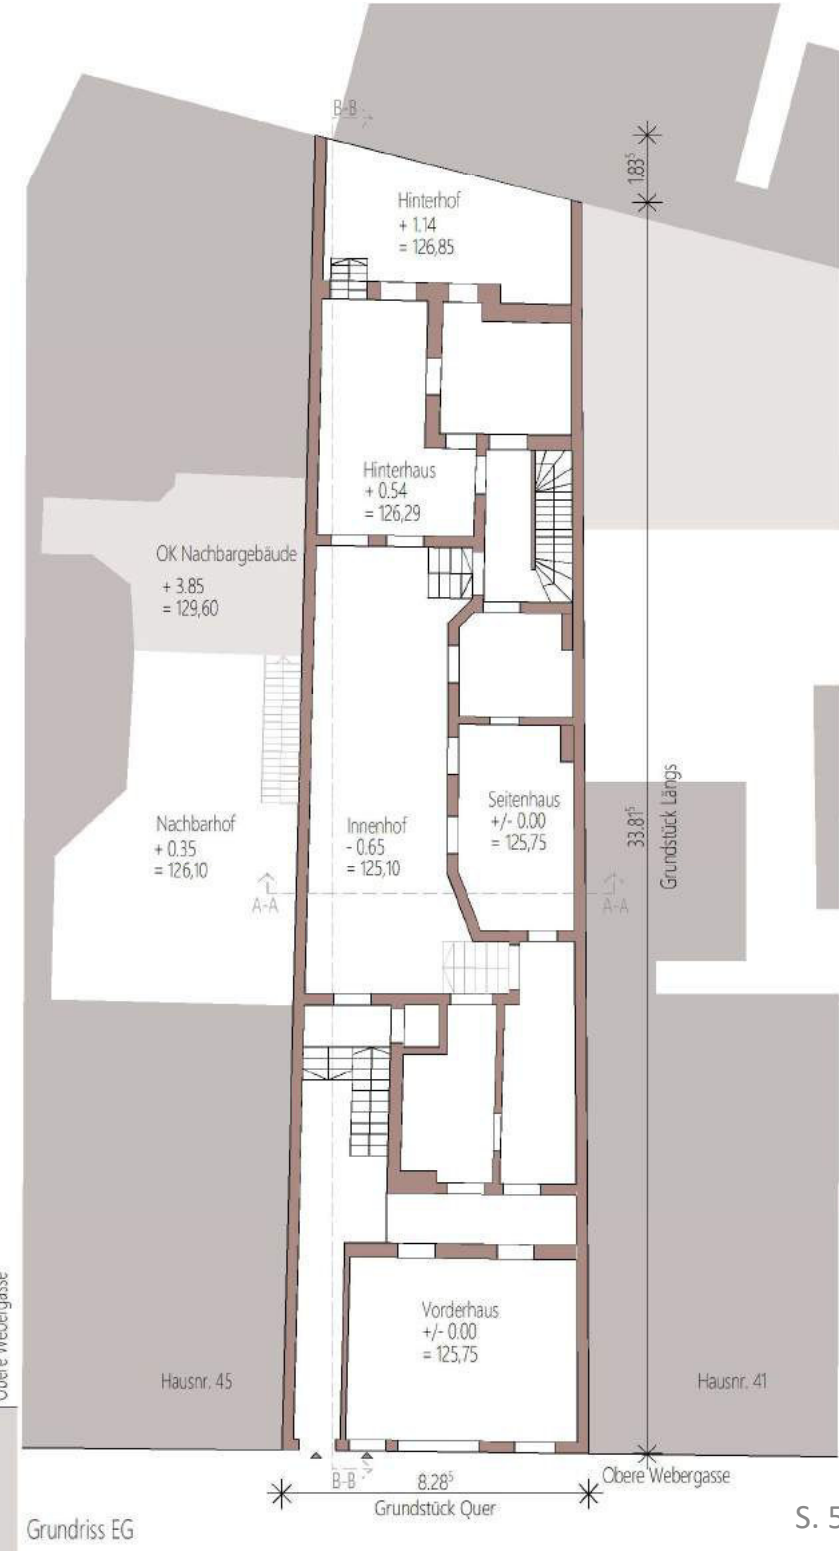 B-B
1.83⁵
Hinterhof
+ 1.14
= 126,85
Hinterhaus
+ 0.54
= 126,29
OK Nachbargebäude
+ 3.85
= 129,60
Nachbarhof
+ 0.35
= 126,10
Innenhof
- 0.65
= 125,10
Seitenhaus
+/- 0.00
= 125,75
33.81⁵
Grundstück Längs
A-A
A-A
Vorderhaus
+/- 0.00
= 125,75
Hausnr. 45
Hausnr. 41
Obere Webergasse
B-B
8.28⁵
Grundstück Quer
Obere Webergasse
Grundriss EG
S. 5